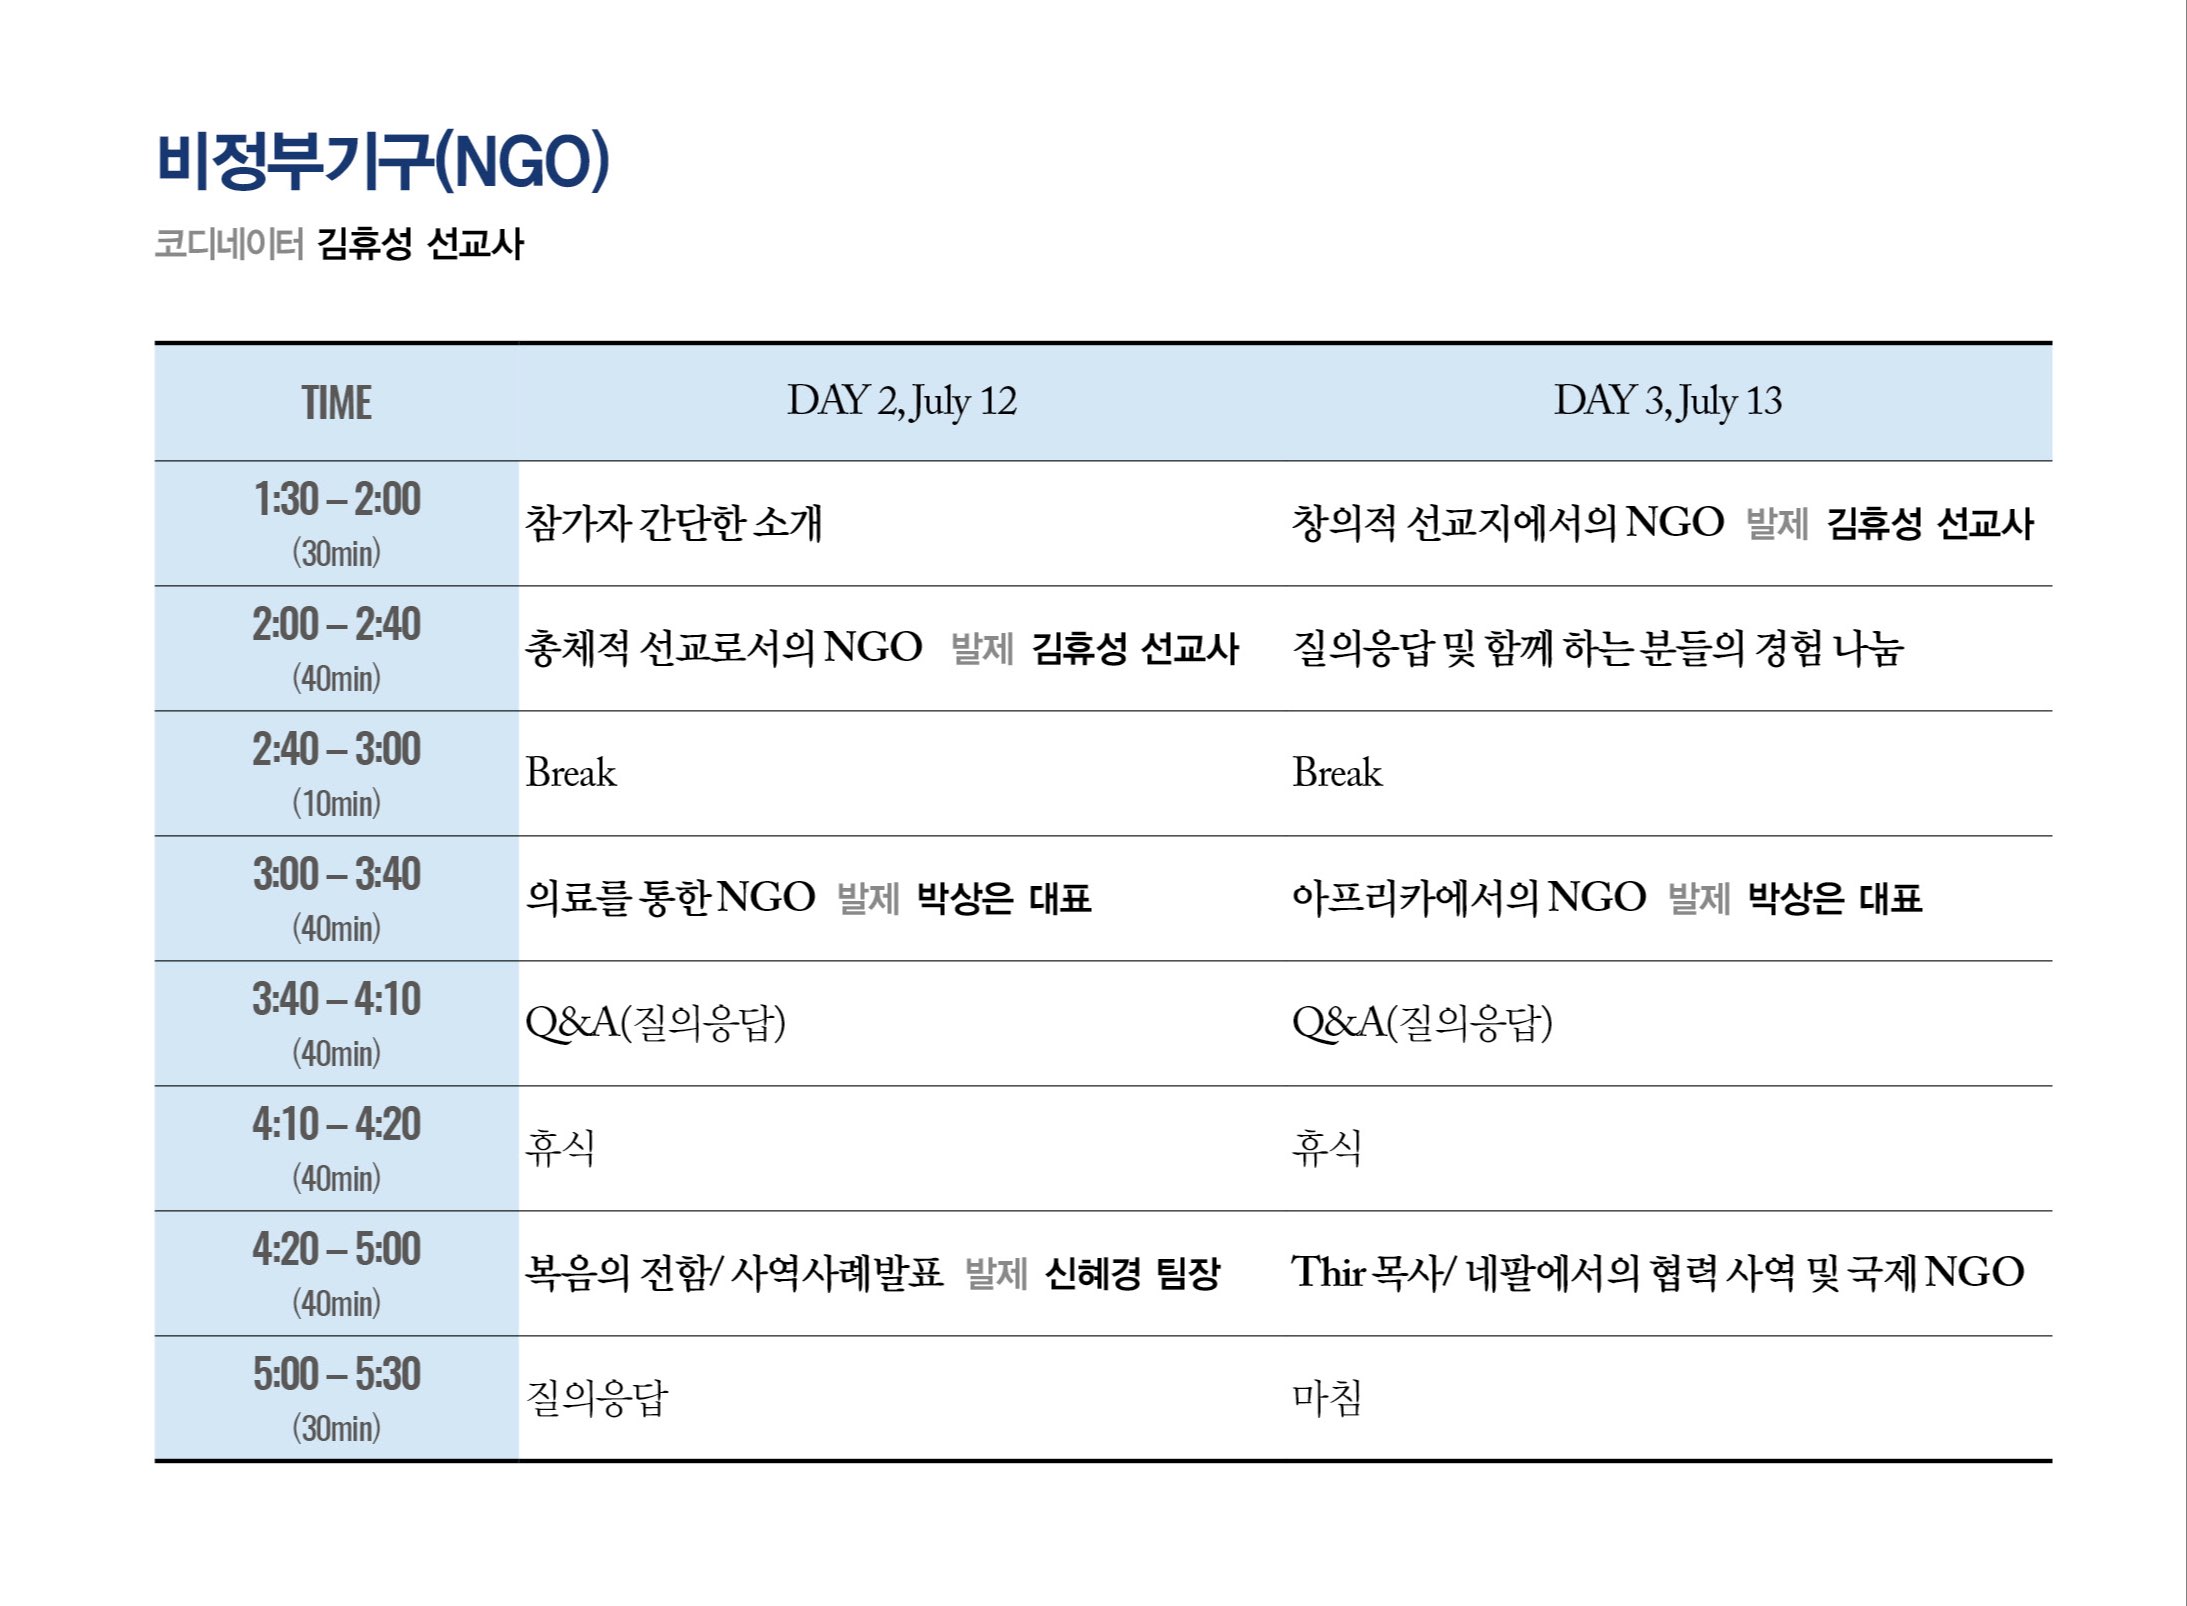 비정부기구(NGO)
코디네이터 김휴성 선교사
TIME DAY 2, July 12 DAY 3, July 13
1:30 – 2:00
(30min)
참가자 간단한 소개
창의적 선교지에서의 NGO 발제 김휴성 선교사
2:00 – 2:40
(40min)
총체적 선교로서의 NGO 발제 김휴성 선교사
질의응답 및 함께 하는 분들의 경험 나눔
2:40 – 3:00
(10min)
Break
Break
3:00 – 3:40
(40min)
의료를 통한 NGO 발제 박상은 대표
아프리카에서의 NGO 발제 박상은 대표
3:40 – 4:10
(40min)
Q&A(질의응답)
Q&A(질의응답)
4:10 – 4:20
(40min)
휴식
휴식
4:20 – 5:00
(40min)
복음의 전함/ 사역사례발표 발제 신혜경 팀장
Thir 목사/ 네팔에서의 협력 사역 및 국제 NGO
5:00 – 5:30
(30min)
질의응답
마침